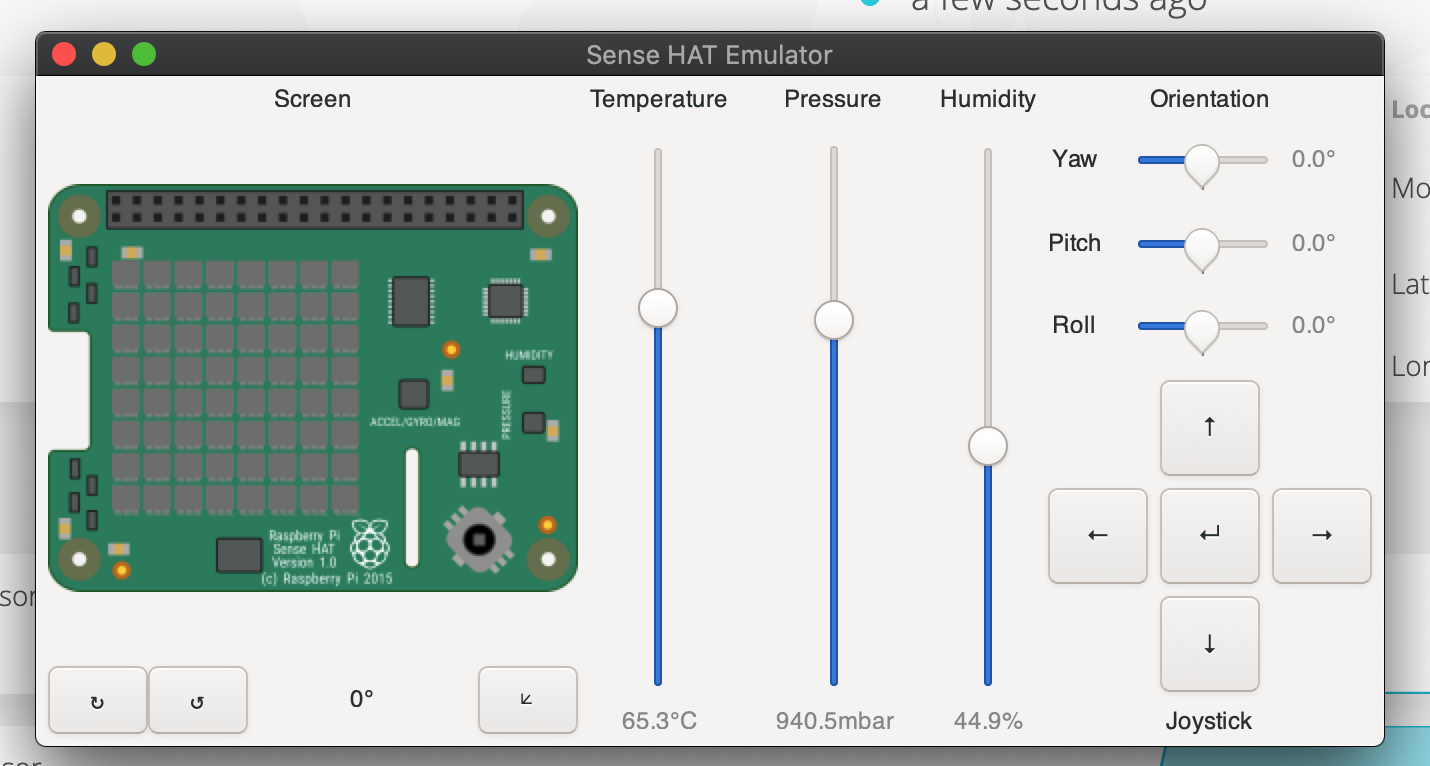 a few seconds ago
Sense HAT Emulator
Screen
Temperature
Pressure
Humidity
Orientation
Loc
Yaw
0.0°
Mo
Pitch
0.0°
Lat
Roll
0.0°
Lor
HUMIDITY
PRESSURE
ACCEL/GYRO/MAG
Raspberry Pi
Sense HAT
Version 1.0
(c) Raspberry Pi 2015
↑
← ↵ →
↓
sor
↻ ↺
0°
65.3°C
940.5mbar
44.9%
Joystick
sor